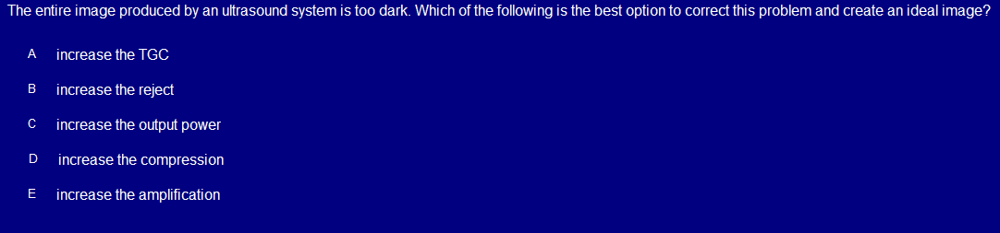 The entire image produced by an ultrasound system is too dark. Which of the following is the best option to correct this problem and create an ideal image?
A increase the TGC
B increase the reject
C increase the output power
D increase the compression
E increase the amplification